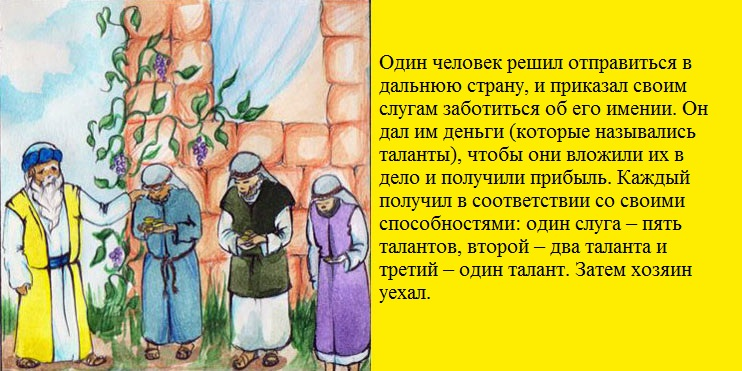 Один человек решил отправиться в
дальнюю страну, и приказал своим
слугам заботиться об его имении. Он
дал им деньги (которые назывались
таланты), чтобы они вложили их в
дело и получили прибыль. Каждый
получил в соответствии со своими
способностями: один слуга – пять
талантов, второй – два таланта и
третий – один талант. Затем хозяин
уехал.